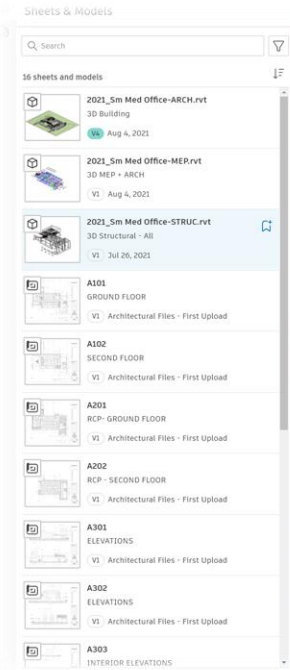 Sheets & Models
Search
16 sheets and models
2021_Sm Med Office-ARCH.rvt
3D Building
V4 Aug 4, 2021
2021_Sm Med Office-MEP.rvt
3D MEP + ARCH
V1 Aug 4, 2021
2021_Sm Med Office-STRUC.rvt
3D Structural - All
V1 Jul 26, 2021
A101
GROUND FLOOR
V1 Architectural Files - First Upload
A102
SECOND FLOOR
V1 Architectural Files - First Upload
A201
RCP- GROUND FLOOR
V1 Architectural Files - First Upload
A202
RCP - SECOND FLOOR
V1 Architectural Files - First Upload
A301
ELEVATIONS
V1 Architectural Files - First Upload
A302
ELEVATIONS
V1 Architectural Files - First Upload
A303
INTERIOR ELEVATIONS